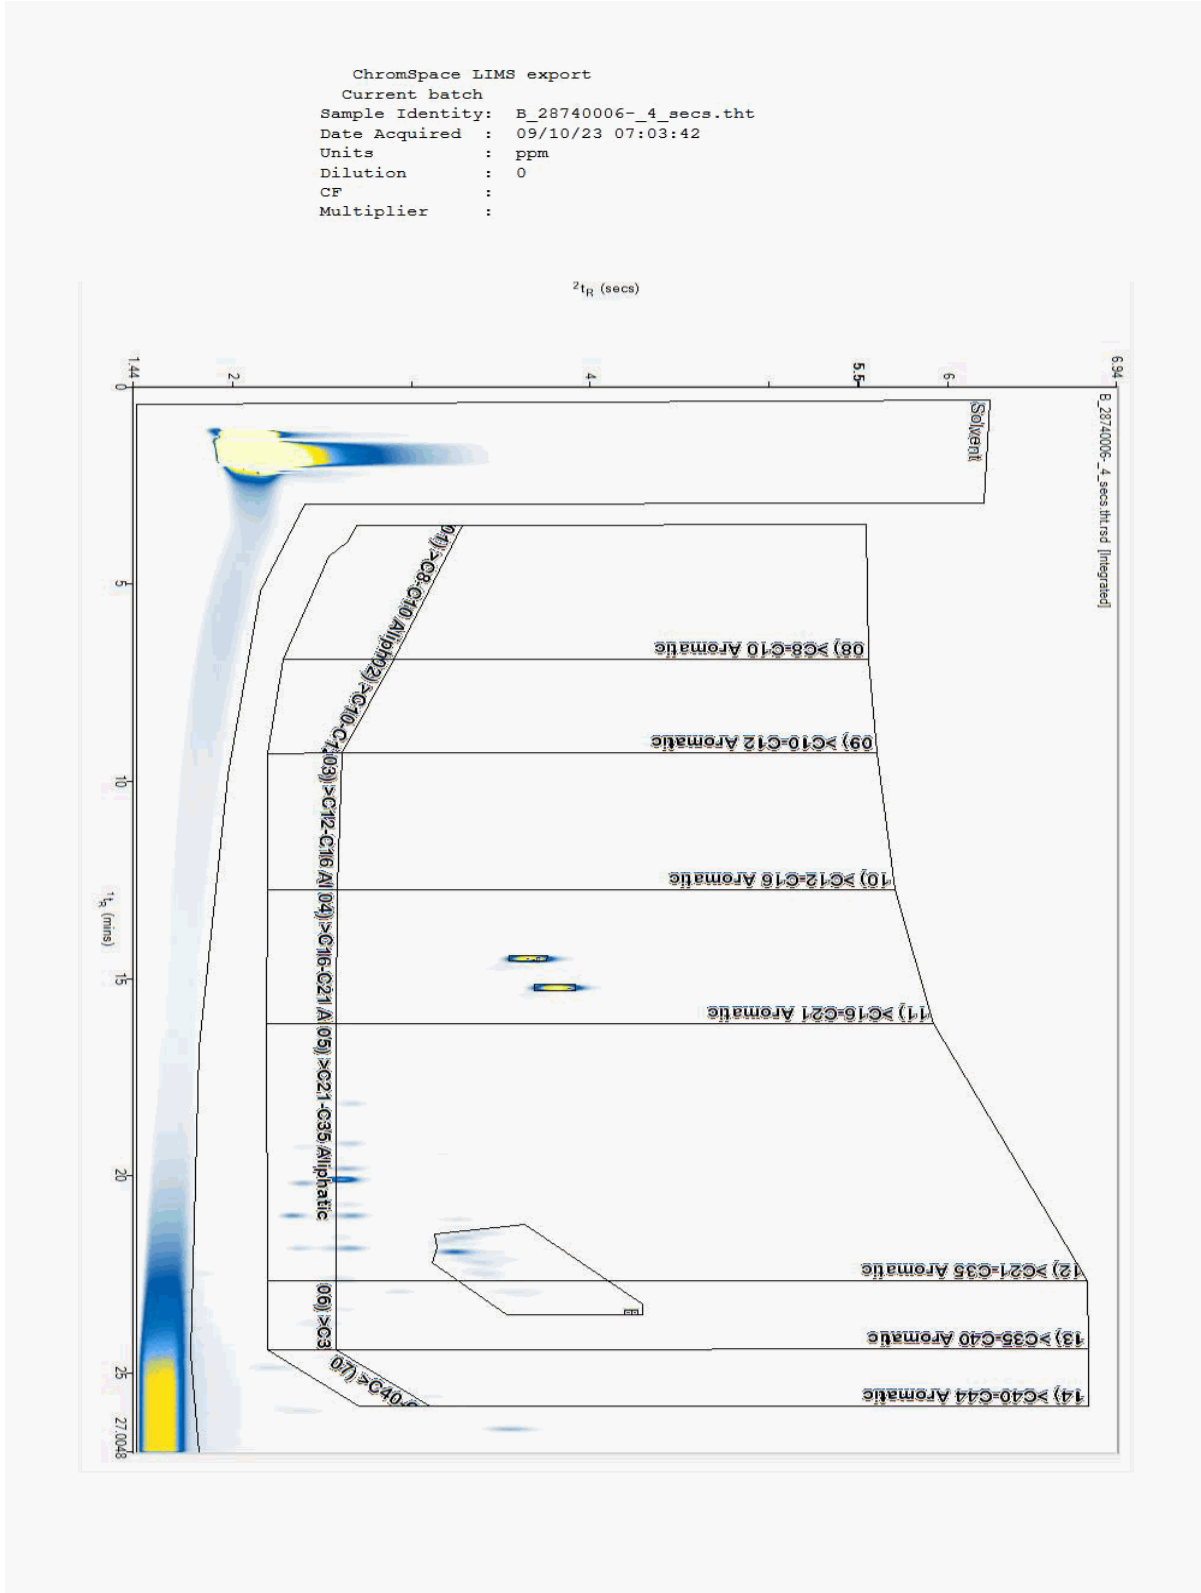 ChromSpace LIMS export
Current batch
Sample Identity: B_28740006-_4_secs.tht
Date Acquired : 09/10/23 07:03:42
Units : ppm
Dilution : 0
CF :
Multiplier :
²tR (secs)
1.44
2
4
5.5
6
6.94
B_28740006-_4_secs.tht.rsd [Integrated]
Solvent
0
5
10
15
20
25
27.0048
¹tR (mins)
01) >C8-C10 Aliph
02) >C10-C1
03) >C12-C16 Al
04) >C16-C21 A
05) >C21-C35 Aliphatic
06) >C3
07) >C40-
08) >C8-C10 Aromatic
09) >C10-C12 Aromatic
10) >C12-C16 Aromatic
11) >C16-C21 Aromatic
12) >C21-C35 Aromatic
13) >C35-C40 Aromatic
14) >C40-C44 Aromatic